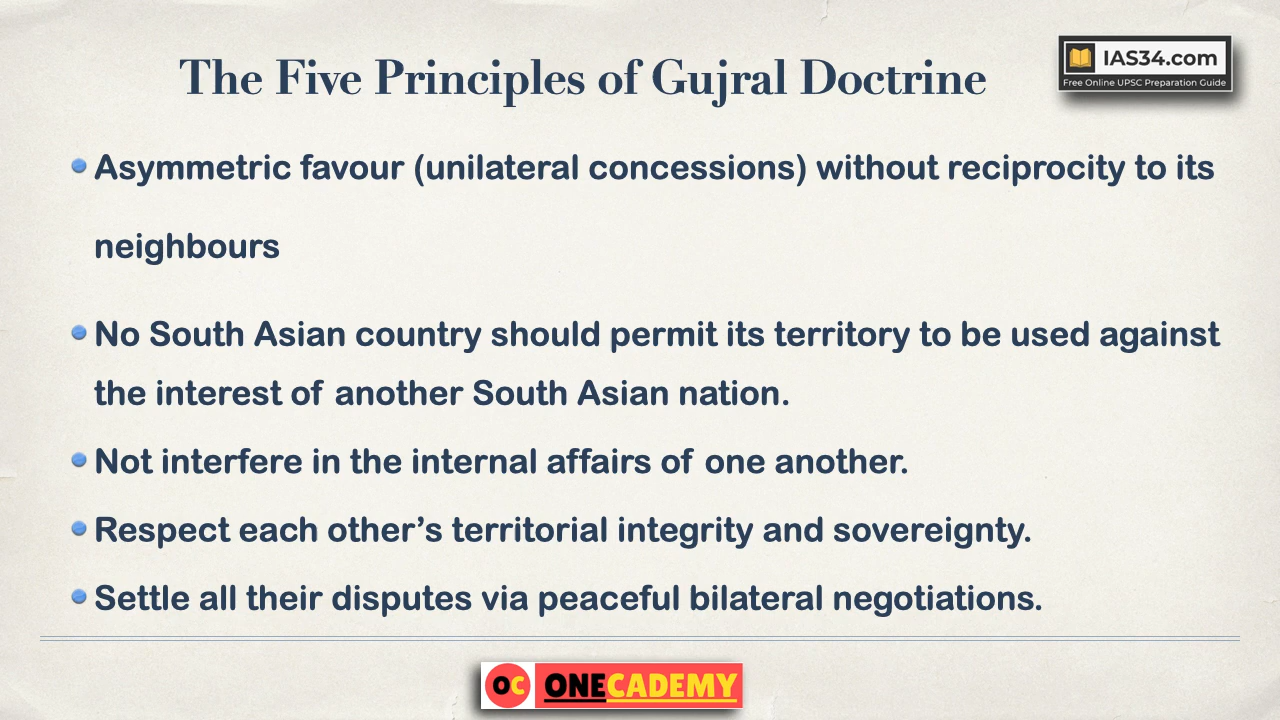 The Five Principles of Gujral Doctrine
IAS34.com
Free Online UPSC Preparation Guide
Asymmetric favour (unilateral concessions) without reciprocity to its
neighbours
No South Asian country should permit its territory to be used against
the interest of another South Asian nation.
Not interfere in the internal affairs of one another.
Respect each other’s territorial integrity and sovereignty.
Settle all their disputes via peaceful bilateral negotiations.
OC ONECADEMY